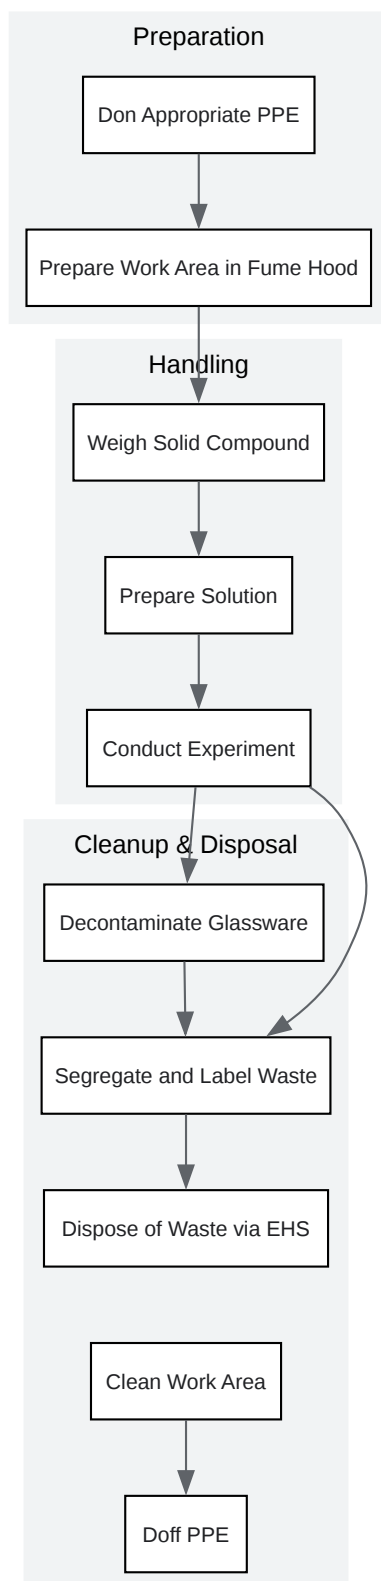 Preparation
Don Appropriate PPE
Prepare Work Area in Fume Hood
Handling
Weigh Solid Compound
Prepare Solution
Conduct Experiment
Cleanup & Disposal
Decontaminate Glassware
Segregate and Label Waste
Dispose of Waste via EHS
Clean Work Area
Doff PPE